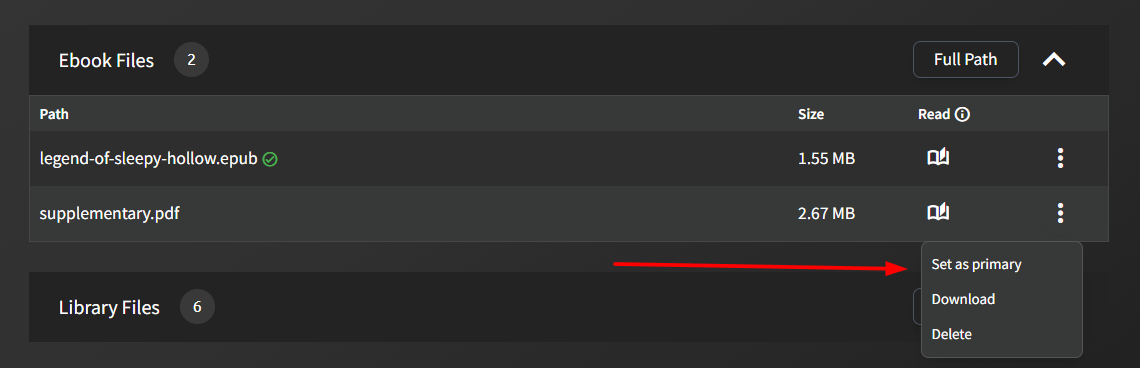 Ebook Files 2 Full Path
Path Size Read
legend-of-sleepy-hollow.epub 1.55 MB
supplementary.pdf 2.67 MB
Set as primary
Download
Delete
Library Files 6